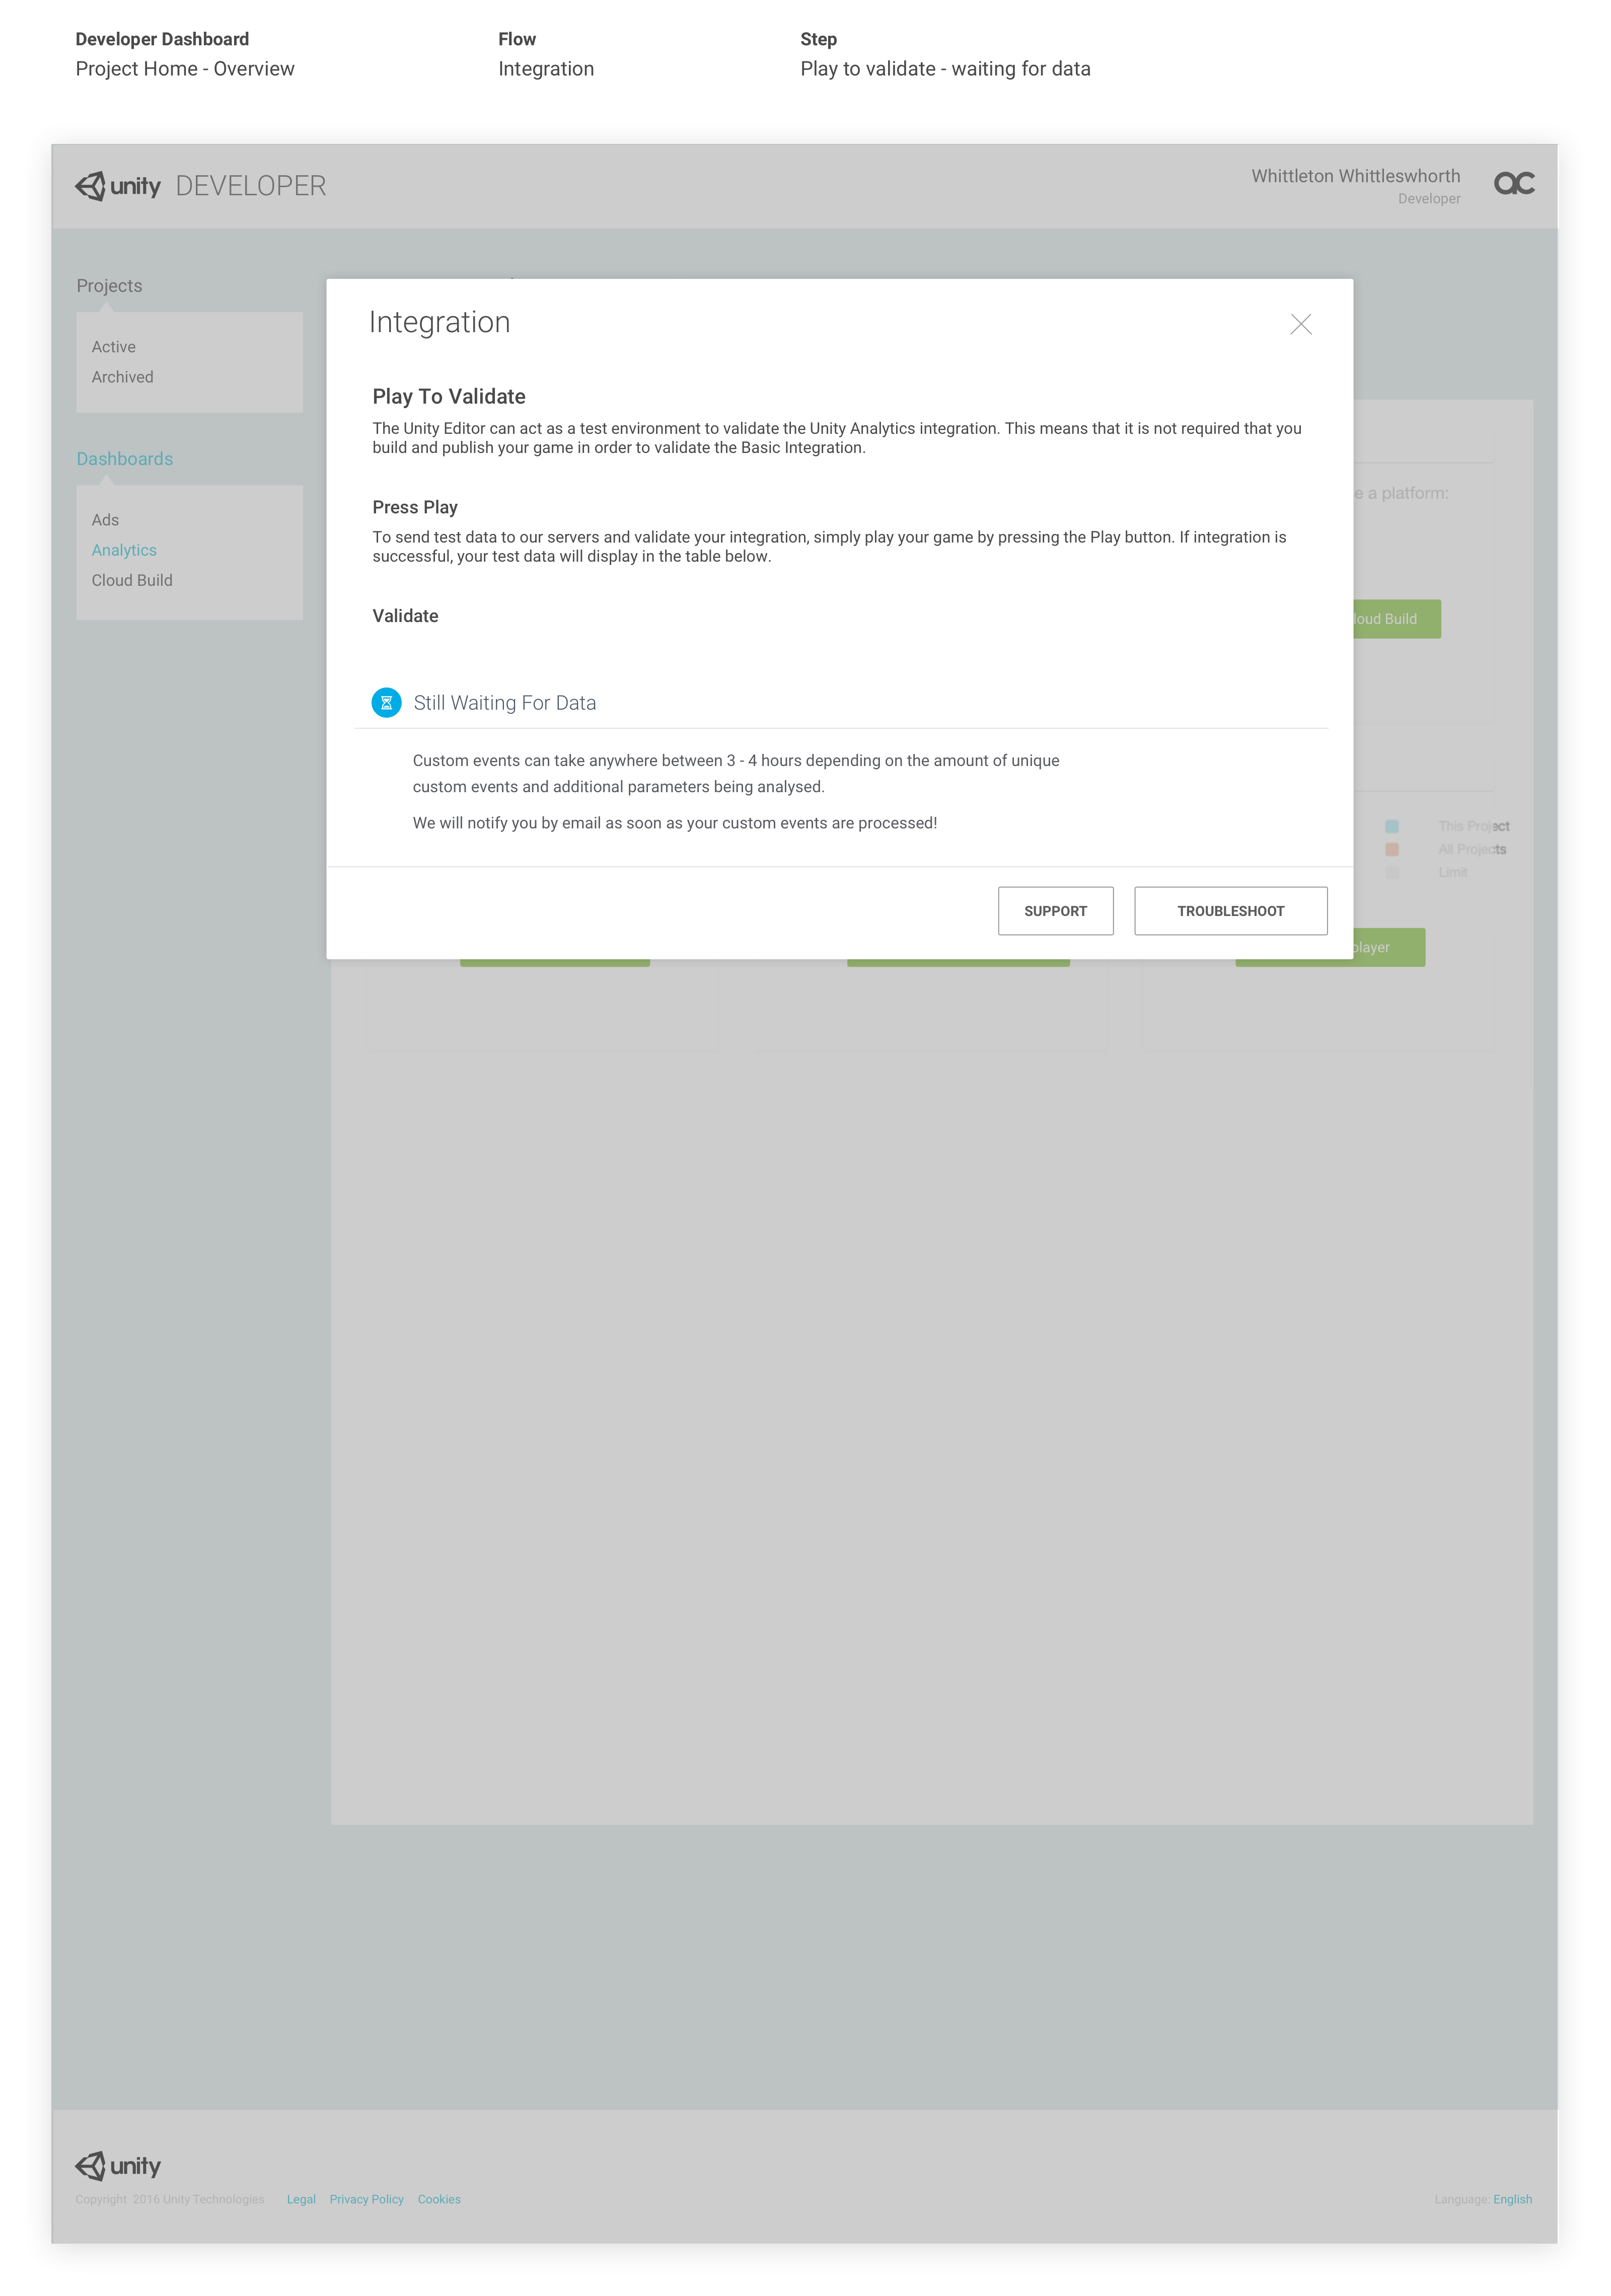 Developer Dashboard
Project Home - Overview
Flow
Integration
Step
Play to validate - waiting for data
unity DEVELOPER
Whittleton Whittleswhorth
Developer
Projects
Active
Archived
Dashboards
Ads
Analytics
Cloud Build
Integration
Play To Validate
The Unity Editor can act as a test environment to validate the Unity Analytics integration. This means that it is not required that you
build and publish your game in order to validate the Basic Integration.
Press Play
To send test data to our servers and validate your integration, simply play your game by pressing the Play button. If integration is
successful, your test data will display in the table below.
Validate
Still Waiting For Data
Custom events can take anywhere between 3 - 4 hours depending on the amount of unique
custom events and additional parameters being analysed.
We will notify you by email as soon as your custom events are processed!
SUPPORT
TROUBLESHOOT
a platform:
Build
This Project
All Projects
Limit
unity
Copyright 2016 Unity Technologies
Legal
Privacy Policy
Cookies
Language: English